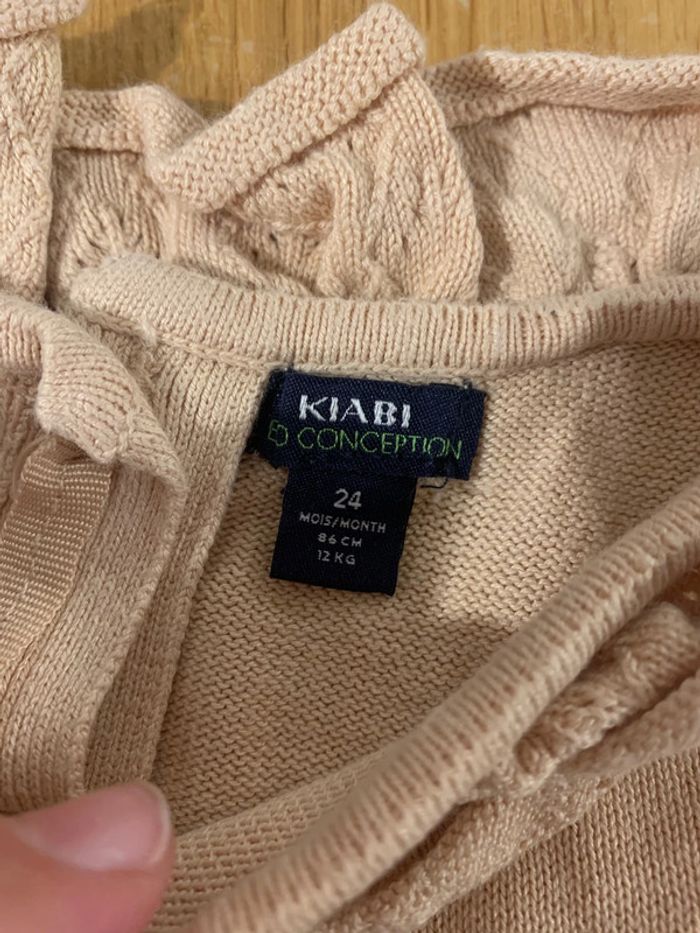 KIABI
ED CONCEPTION
24
MOIS/MONTH
86 CM
12 KG